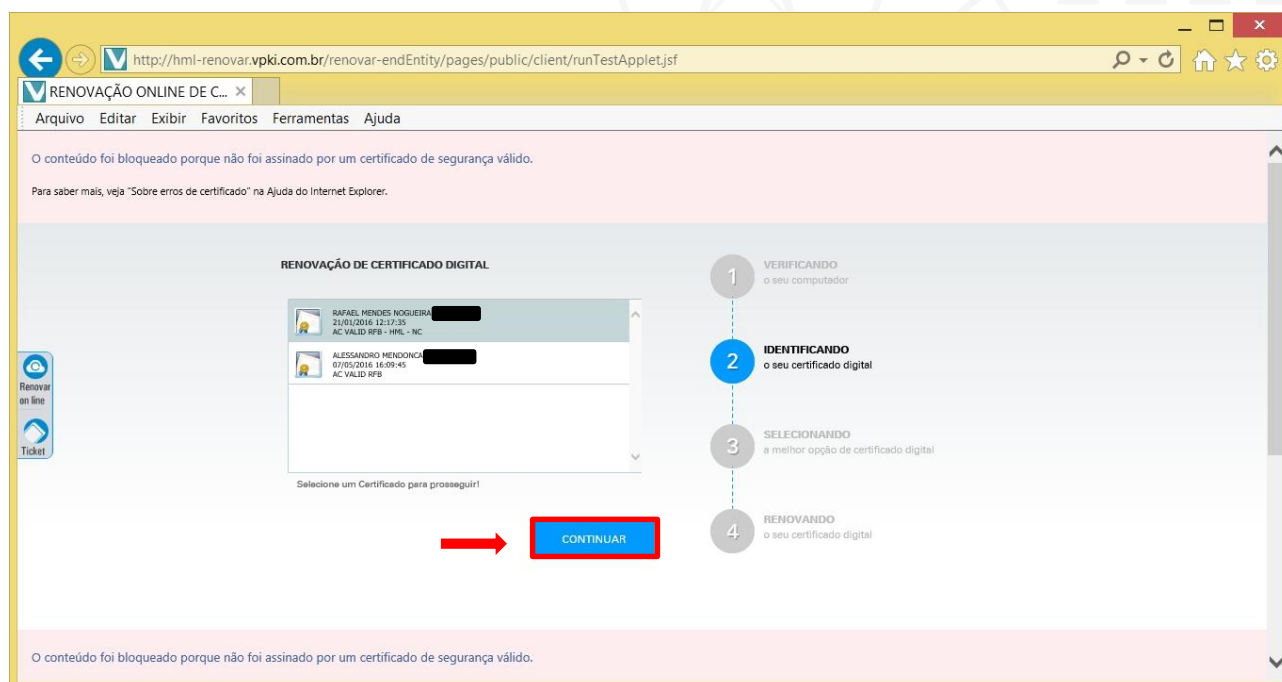 http://hml-renovar.vpki.com.br/renovar-endEntity/pages/public/client/runTestApplet.jsf
RENOVAÇÃO ONLINE DE C...
Arquivo Editar Exibir Favoritos Ferramentas Ajuda
O conteúdo foi bloqueado porque não foi assinado por um certificado de segurança válido.
Para saber mais, veja "Sobre erros de certificado" na Ajuda do Internet Explorer.
RENOVAÇÃO DE CERTIFICADO DIGITAL
RAFAEL MENDES NOGUEIRA
21/01/2016 12:17:35
AC VALID RFB - HML - NC
ALESSANDRO MENDONCA
07/05/2016 16:09:45
AC VALID RFB
Selecione um Certificado para prosseguir!
CONTINUAR
1
VERIFICANDO
o seu computador
2
IDENTIFICANDO
o seu certificado digital
3
SELECIONANDO
a melhor opção de certificado digital
4
RENOVANDO
o seu certificado digital
Renovar
on line
Ticket
O conteúdo foi bloqueado porque não foi assinado por um certificado de segurança válido.